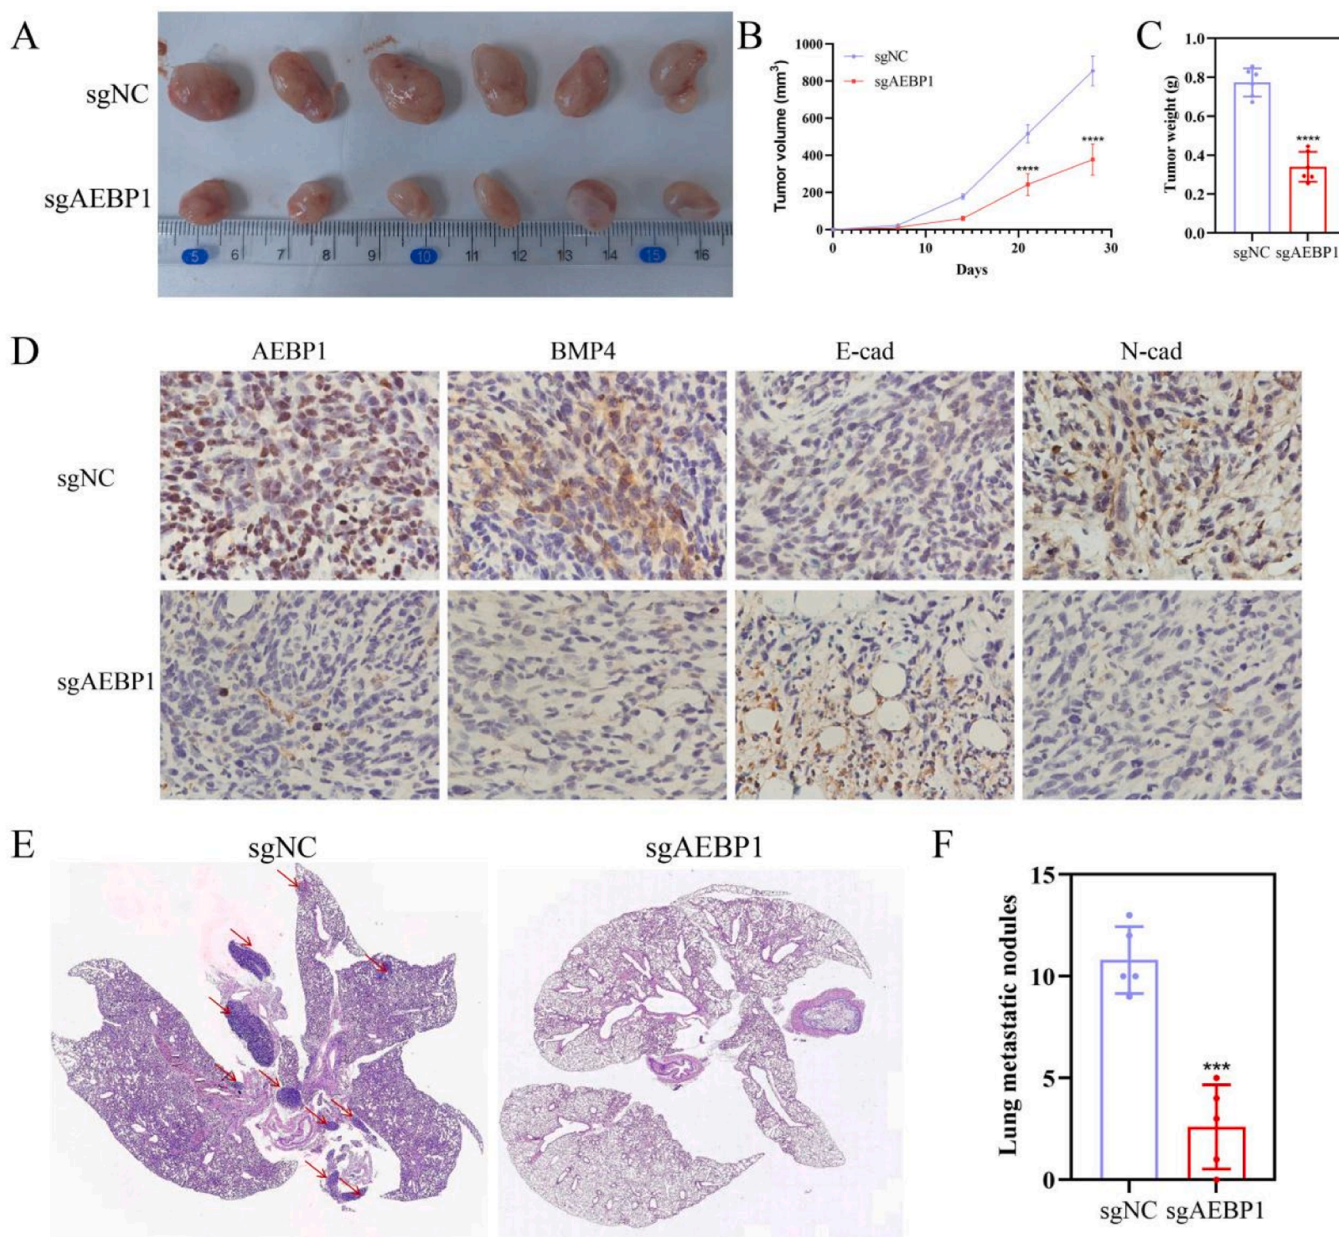 A
sgNC
sgAEBP1
5 6 7 8 9 10 11 12 13 14 15 16
B
Tumor volume (mm³)
1000
800
600
400
200
0
sgNC
sgAEBP1
****
****
0 10 20 30
Days
C
Tumor weight (g)
1.0
0.8
0.6
0.4
0.2
0.0
****
sgNC sgAEBP1
D
AEBP1 BMP4 E-cad N-cad
sgNC
sgAEBP1
E
sgNC sgAEBP1
F
Lung metastatic nodules
15
10
5
0
***
sgNC sgAEBP1